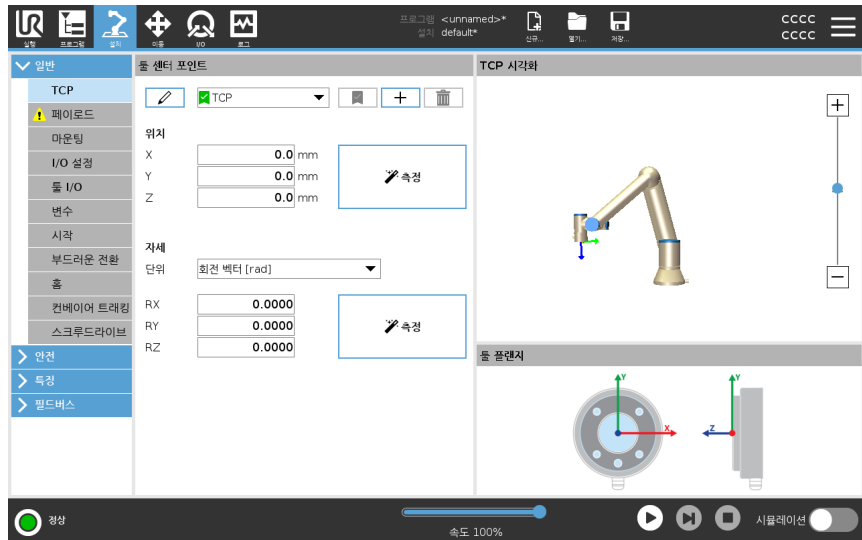 UR
실행
프로그램
설치
이동
I/O
로그
프로그램 <unnamed>*
설치 default*
신규...
열기...
저장...
cccc
cccc
일반
TCP
페이로드
마운팅
I/O 설정
툴 I/O
변수
시작
부드러운 전환
홈
컨베이어 트래킹
스크루드라이브
안전
특징
필드버스
툴 센터 포인트
TCP
위치
X 0.0 mm
Y 0.0 mm
Z 0.0 mm
측정
자세
단위 회전 벡터 [rad]
RX 0.0000
RY 0.0000
RZ 0.0000
측정
TCP 시각화
툴 플랜지
Y
X
Y
Z
정상
속도 100%
시뮬레이션